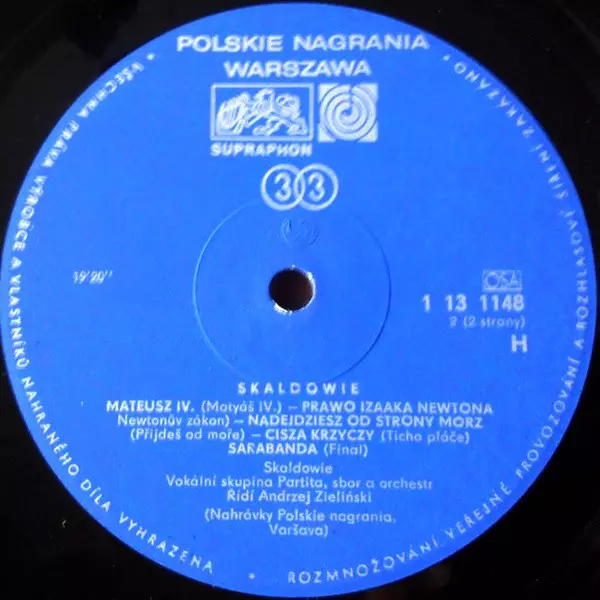 POLSKIE NAGRANIA
WARSZAWA
SUPRAPHON
33
19'20"
OSA
1 13 1148
2 (2 strany)
H
SKALDOWIE
MATEUSZ IV. (Matyáš IV.) – PRAWO IZAAKA NEWTONA
Newtonův zákon) – NADEJDZIESZ OD STRONY MORZ
(Přijdeš od moře) – CISZA KRZYCZY (Ticho pláče)
SARABANDA (Final)
Skaldowie
Vokální skupina Partita, sbor a orchestr
Řídí Andrzej Zieliński
(Nahrávky Polskie nagrania,
Varšava)
• VŠECHNA PRÁVA VÝROBCE A VLASTNÍKŮ NAHRANÉHO DÍLA VYHRAZENA •
ROZMNOŽOVÁNÍ VEŘEJNÉ PROVOZOVÁNÍ A ROZHLASOVÉ ŠÍŘENÍ ZAKÁZÁNO •